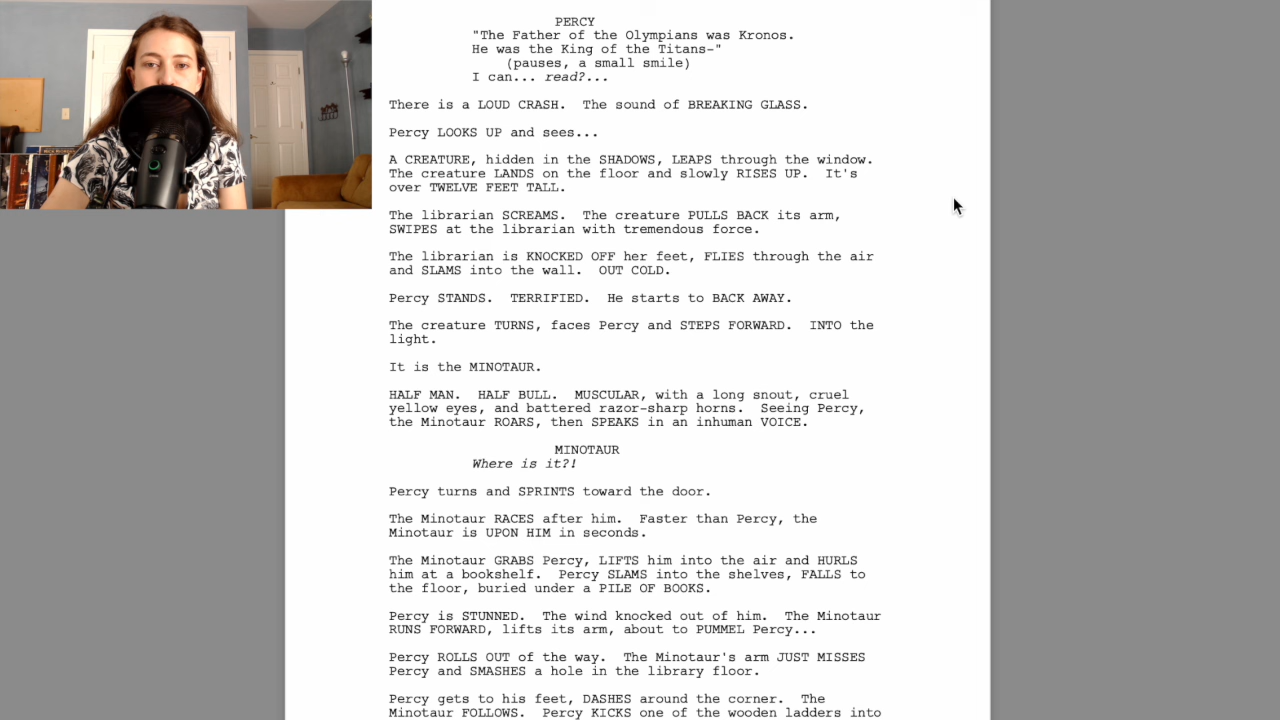 PERCY
"The Father of the Olympians was Kronos.
He was the King of the Titans-"
(pauses, a small smile)
I can... read?...
There is a LOUD CRASH. The sound of BREAKING GLASS.
Percy LOOKS UP and sees...
A CREATURE, hidden in the SHADOWS, LEAPS through the window.
The creature LANDS on the floor and slowly RISES UP. It's
over TWELVE FEET TALL.
The librarian SCREAMS. The creature PULLS BACK its arm,
SWIPES at the librarian with tremendous force.
The librarian is KNOCKED OFF her feet, FLIES through the air
and SLAMS into the wall. OUT COLD.
Percy STANDS. TERRIFIED. He starts to BACK AWAY.
The creature TURNS, faces Percy and STEPS FORWARD. INTO the
light.
It is the MINOTAUR.
HALF MAN. HALF BULL. MUSCULAR, with a long snout, cruel
yellow eyes, and battered razor-sharp horns. Seeing Percy,
the Minotaur ROARS, then SPEAKS in an inhuman VOICE.
MINOTAUR
Where is it?!
Percy turns and SPRINTS toward the door.
The Minotaur RACES after him. Faster than Percy, the
Minotaur is UPON HIM in seconds.
The Minotaur GRABS Percy, LIFTS him into the air and HURLS
him at a bookshelf. Percy SLAMS into the shelves, FALLS to
the floor, buried under a PILE OF BOOKS.
Percy is STUNNED. The wind knocked out of him. The Minotaur
RUNS FORWARD, lifts its arm, about to PUMMEL Percy...
Percy ROLLS OUT of the way. The Minotaur's arm JUST MISSES
Percy and SMASHES a hole in the library floor.
Percy gets to his feet, DASHES around the corner. The
Minotaur FOLLOWS. Percy KICKS one of the wooden ladders into